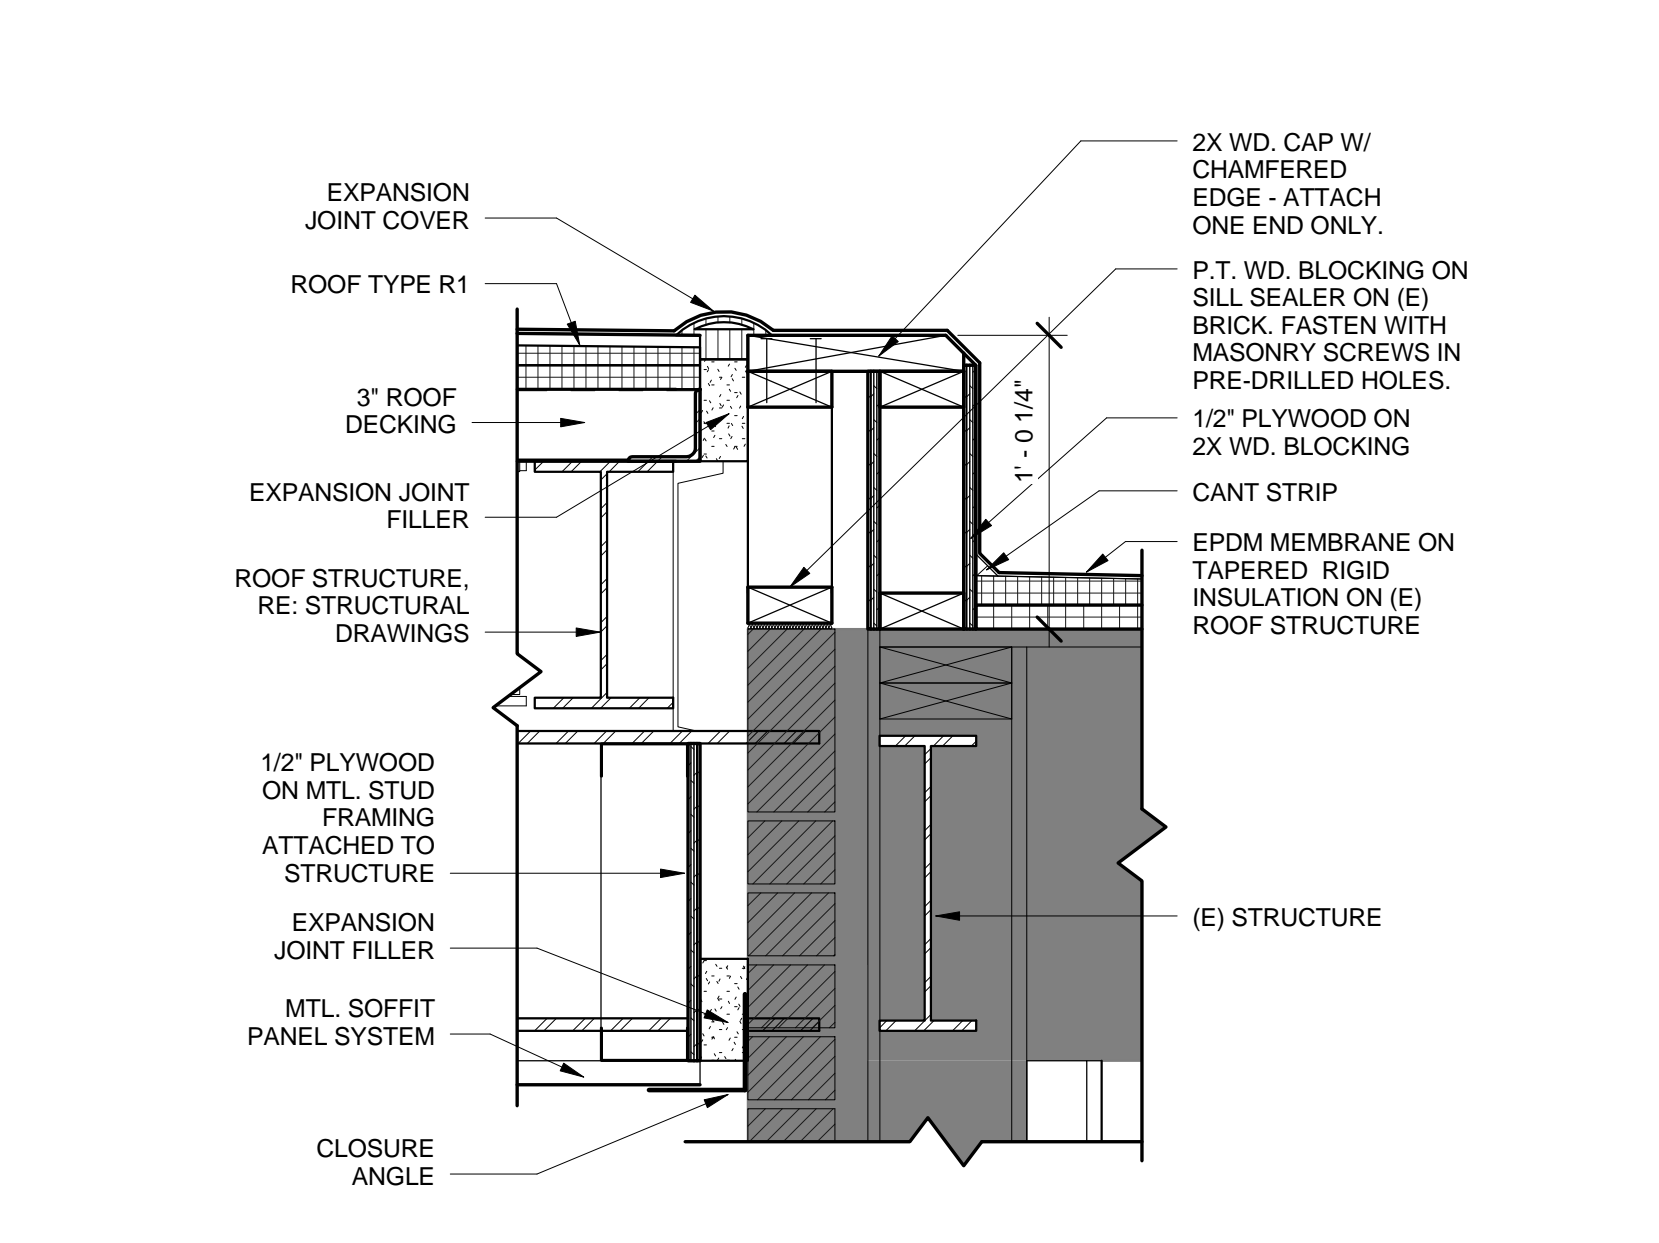 EXPANSION
JOINT COVER
ROOF TYPE R1
3" ROOF
DECKING
EXPANSION JOINT
FILLER
ROOF STRUCTURE,
RE: STRUCTURAL
DRAWINGS
1/2" PLYWOOD
ON MTL. STUD
FRAMING
ATTACHED TO
STRUCTURE
EXPANSION
JOINT FILLER
MTL. SOFFIT
PANEL SYSTEM
CLOSURE
ANGLE
1' - 0 1/4"
2X WD. CAP W/
CHAMFERED
EDGE - ATTACH
ONE END ONLY.
P.T. WD. BLOCKING ON
SILL SEALER ON (E)
BRICK. FASTEN WITH
MASONRY SCREWS IN
PRE-DRILLED HOLES.
1/2" PLYWOOD ON
2X WD. BLOCKING
CANT STRIP
EPDM MEMBRANE ON
TAPERED  RIGID
INSULATION ON (E)
ROOF STRUCTURE
(E) STRUCTURE